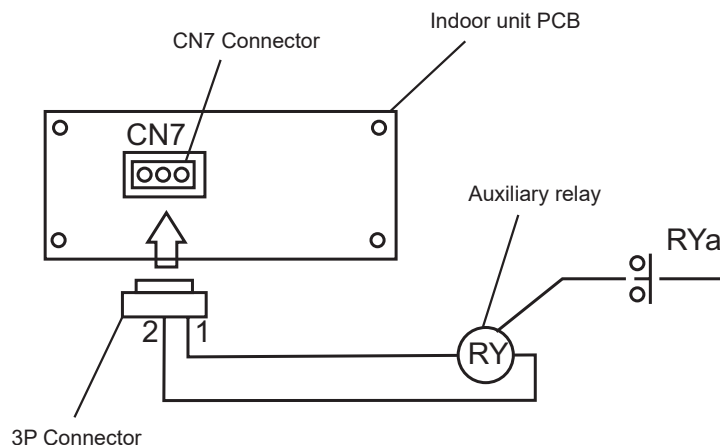 Indoor unit PCB
CN7 Connector
CN7
Auxiliary relay
RYa
2 1
RY
3P Connector